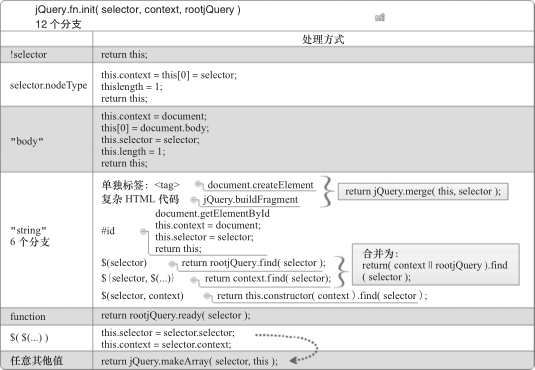 jQuery.fn.init( selector, context, rootjQuery )
12 个分支
处理方式
!selector
return this;
selector.nodeType
this.context = this[0] = selector;
thislength = 1;
return this;
"body"
this.context = document;
this[0] = document.body;
this.selector = selector;
this.length = 1;
return this;
"string"
6 个分支
单独标签：<tag>
document.createElement
复杂 HTML 代码
jQuery.buildFragment
return jQuery.merge( this, selector );
#id
document.getElementById
this.context = document;
this.selector = selector;
return this;
$(selector)
return rootjQuery.find( selector );
${selector, $(...)}
return context.find( selector);
合并为:
return( context || rootjQuery ).find
( selector );
$(selector, context)
return this.constructor( context ).find( selector );
function
return rootjQuery.ready( selector );
$( $(...) )
this.selector = selector.selector;
this.context = selector.context;
任意其他值
return jQuery.makeArray( selector, this );